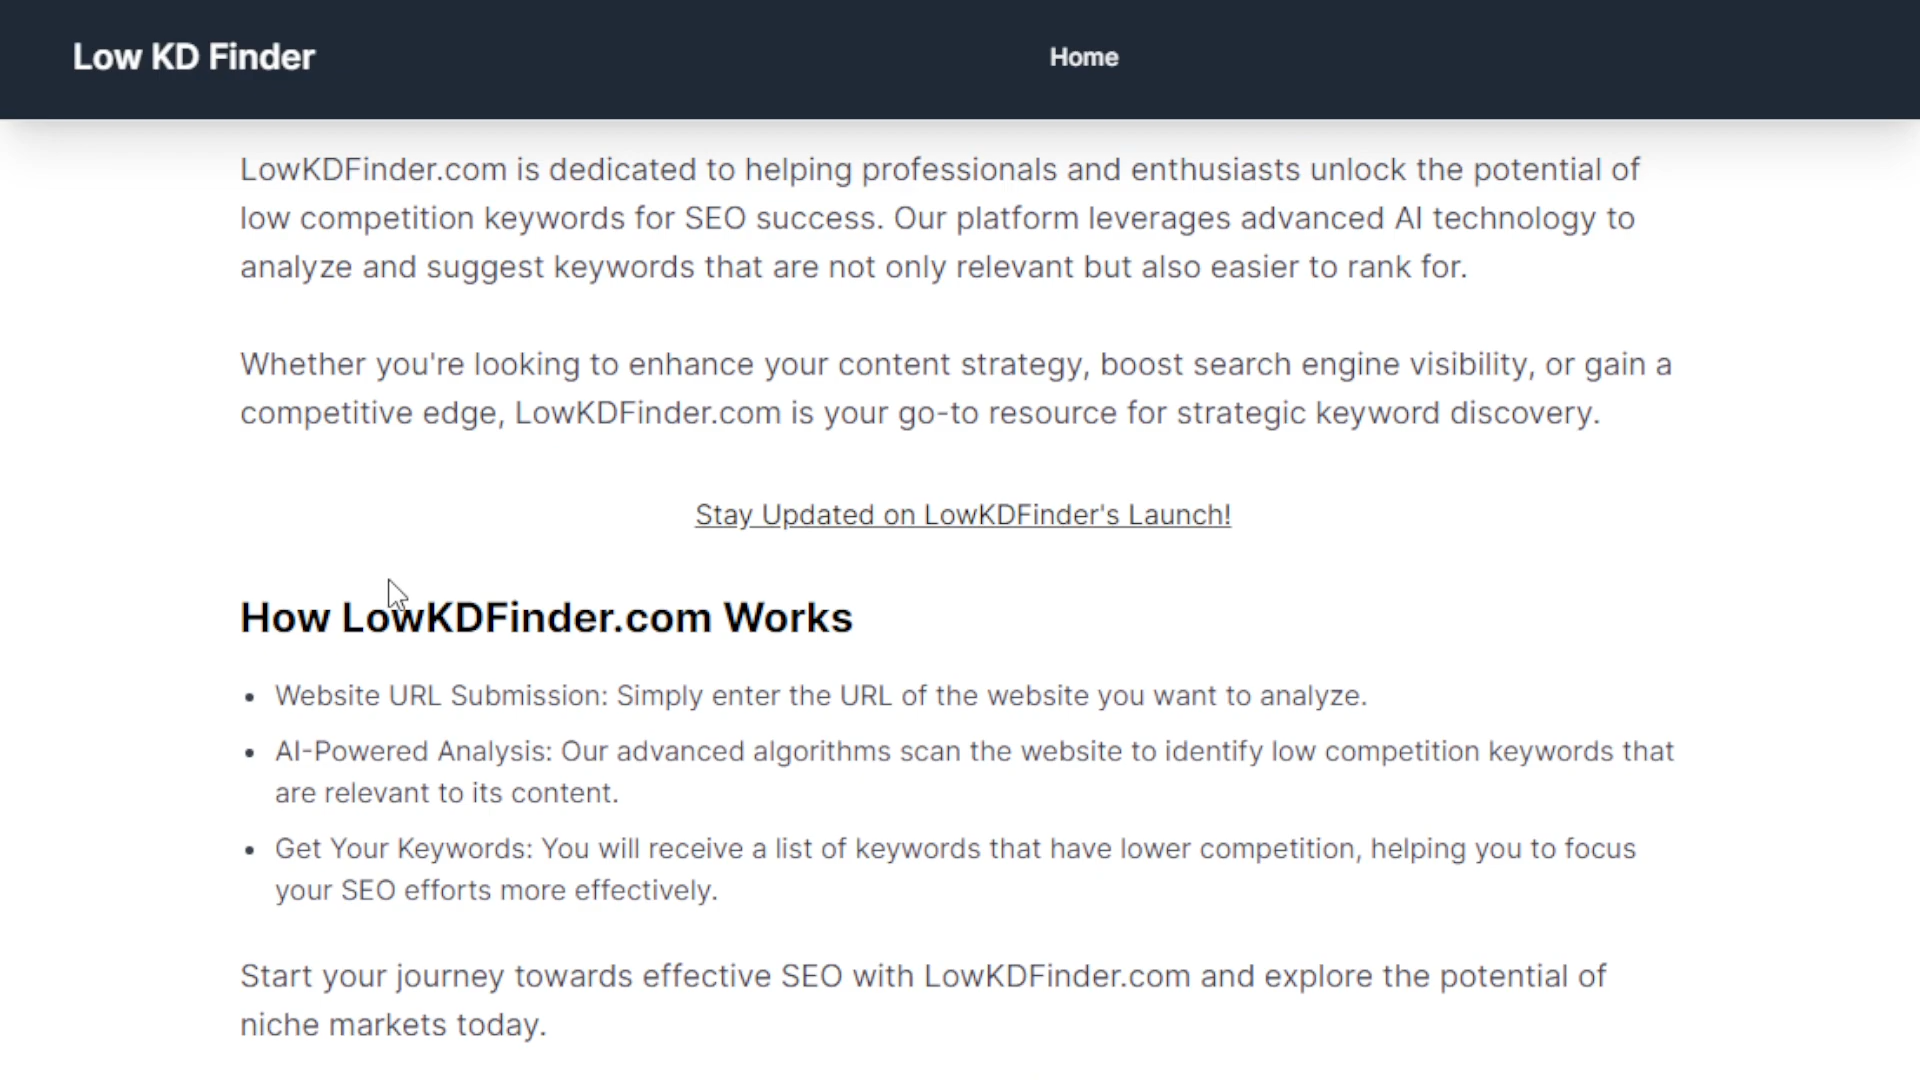 Low KD Finder
Home
LowKDFinder.com is dedicated to helping professionals and enthusiasts unlock the potential of
low competition keywords for SEO success. Our platform leverages advanced AI technology to
analyze and suggest keywords that are not only relevant but also easier to rank for.
Whether you're looking to enhance your content strategy, boost search engine visibility, or gain a
competitive edge, LowKDFinder.com is your go-to resource for strategic keyword discovery.
Stay Updated on LowKDFinder's Launch!
How LowKDFinder.com Works
• Website URL Submission: Simply enter the URL of the website you want to analyze.
• AI-Powered Analysis: Our advanced algorithms scan the website to identify low competition keywords that
are relevant to its content.
• Get Your Keywords: You will receive a list of keywords that have lower competition, helping you to focus
your SEO efforts more effectively.
Start your journey towards effective SEO with LowKDFinder.com and explore the potential of
niche markets today.